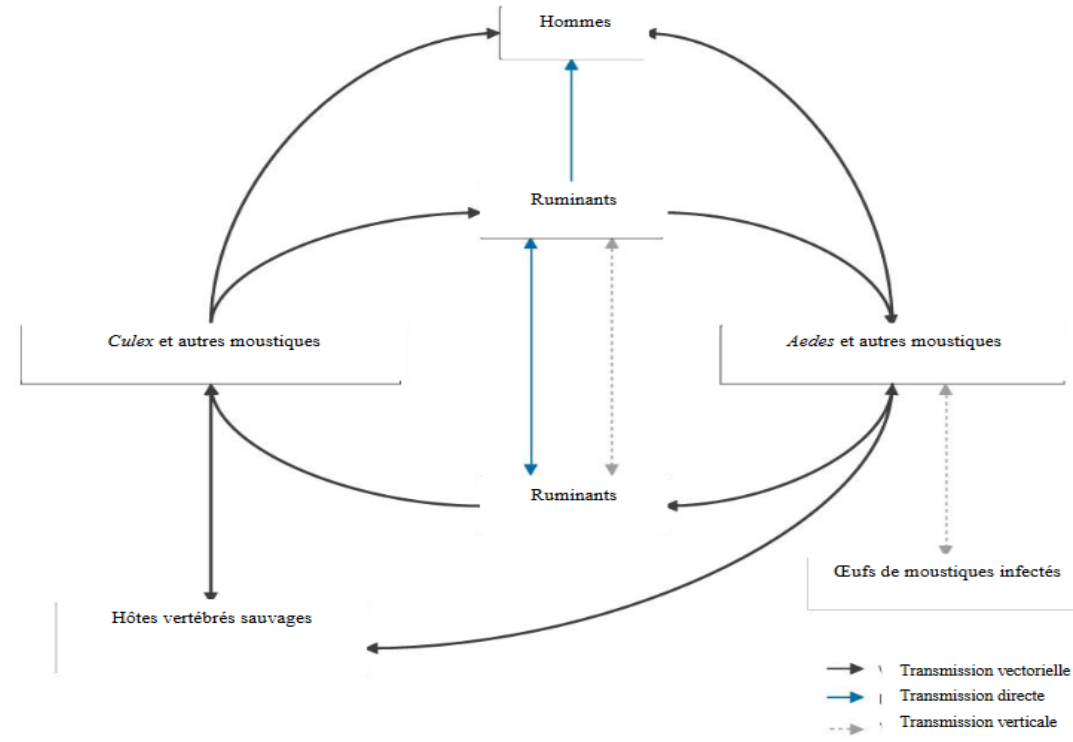 Hommes
Ruminants
Culex et autres moustiques
Aedes et autres moustiques
Ruminants
Œufs de moustiques infectés
Hôtes vertébrés sauvages
Transmission vectorielle
Transmission directe
Transmission verticale